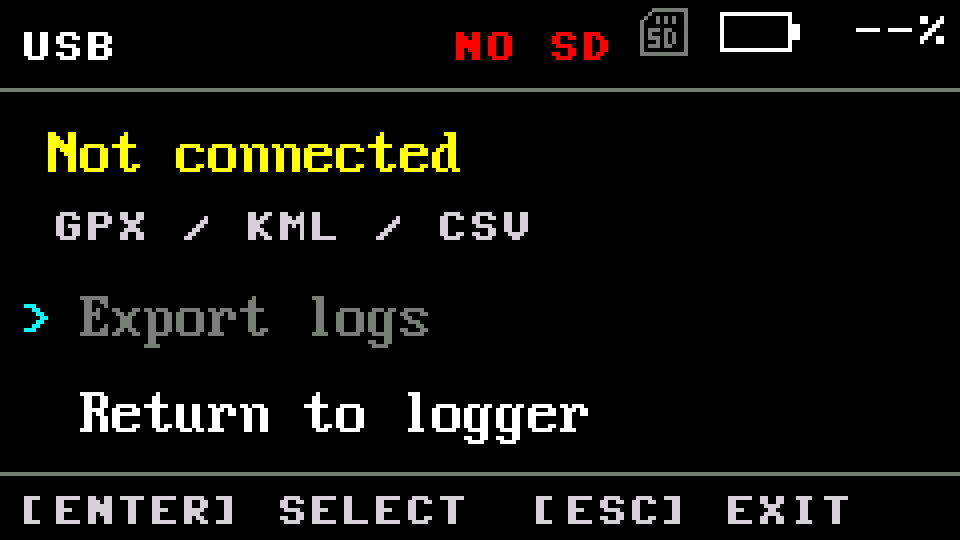 USB NO SD SD --%
Not connected
GPX / KML / CSV
> Export logs
Return to logger
[ENTER] SELECT [ESC] EXIT